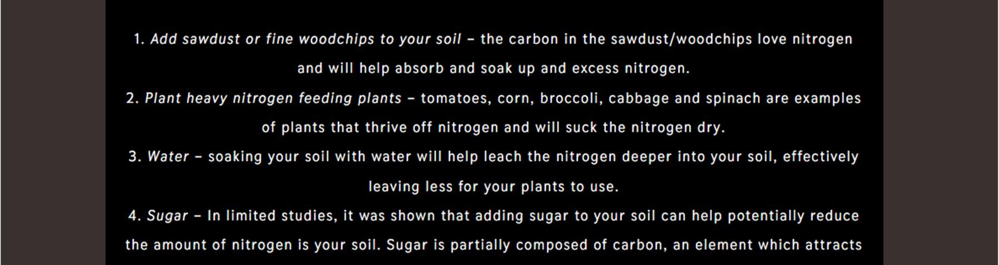 1. Add sawdust or fine woodchips to your soil – the carbon in the sawdust/woodchips love nitrogen
and will help absorb and soak up and excess nitrogen.
2. Plant heavy nitrogen feeding plants – tomatoes, corn, broccoli, cabbage and spinach are examples
of plants that thrive off nitrogen and will suck the nitrogen dry.
3. Water – soaking your soil with water will help leach the nitrogen deeper into your soil, effectively
leaving less for your plants to use.
4. Sugar – In limited studies, it was shown that adding sugar to your soil can help potentially reduce
the amount of nitrogen is your soil. Sugar is partially composed of carbon, an element which attracts